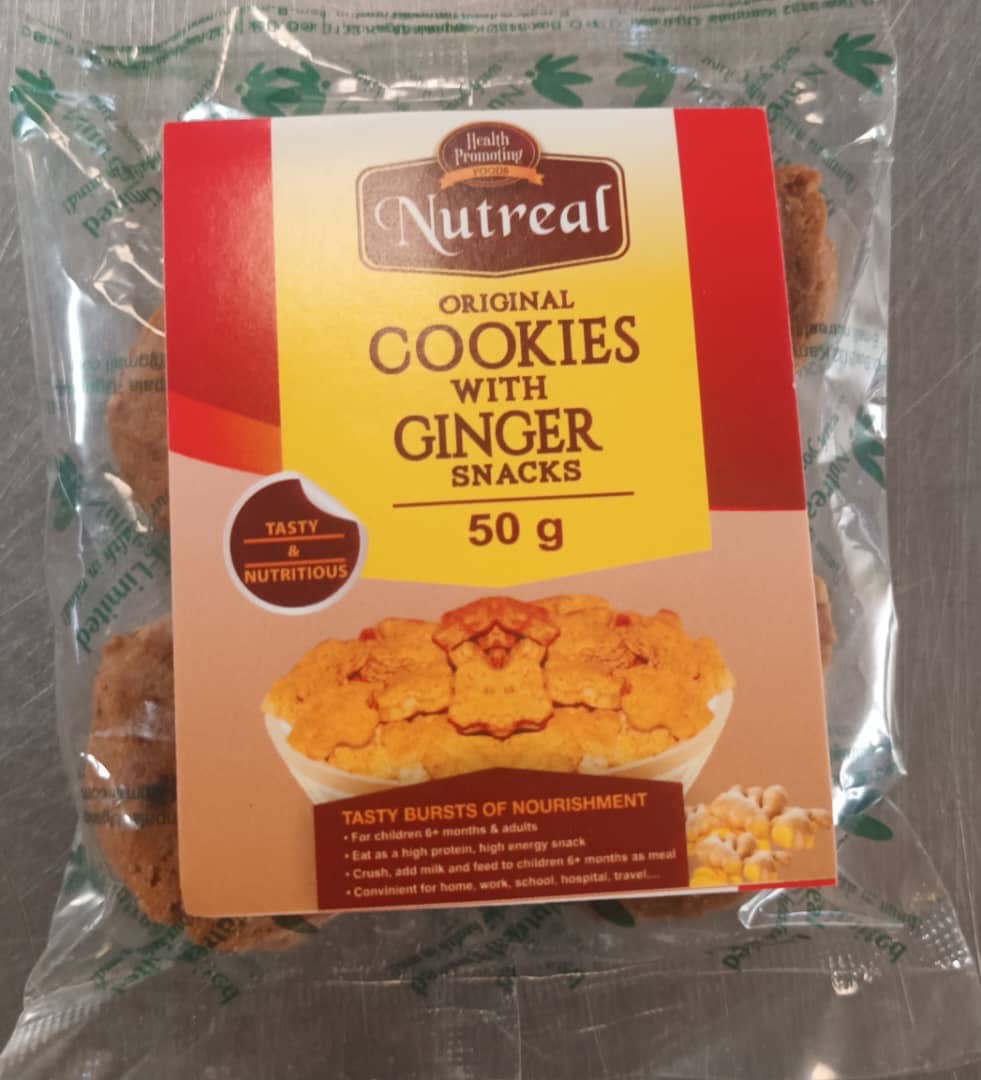 Health
Promoting
FOODS
Nutreal
ORIGINAL
COOKIES
WITH
GINGER
SNACKS
50 g
TASTY
&
NUTRITIOUS
TASTY BURSTS OF NOURISHMENT
• For children 6+ months & adults
• Eat as a high protein, high energy snack
• Crush, add milk and feed to children 6+ months as meal
• Convinient for home, work, school, hospital, travel,...
Limited